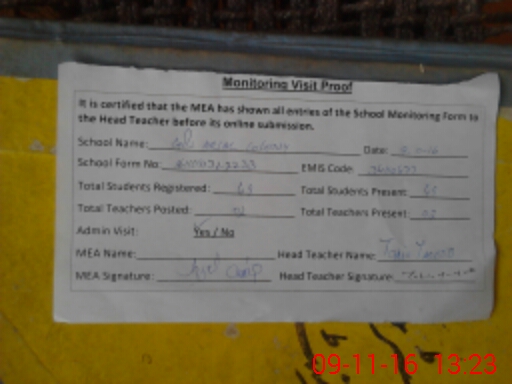 Monitoring Visit Proof
It is certified that the MEA has shown all entries of the School Monitoring Form to
the Head Teacher before its online submission.
School Name: Date:
School Form No: EMIS Code:
Total Students Registered: 63 Total Students Present:
Total Teachers Posted: 02 Total Teachers Present: 02
Admin Visit: Yes / No
MEA Name: Head Teacher Name:
MEA Signature: Head Teacher Signature:
09-11-16 13:23